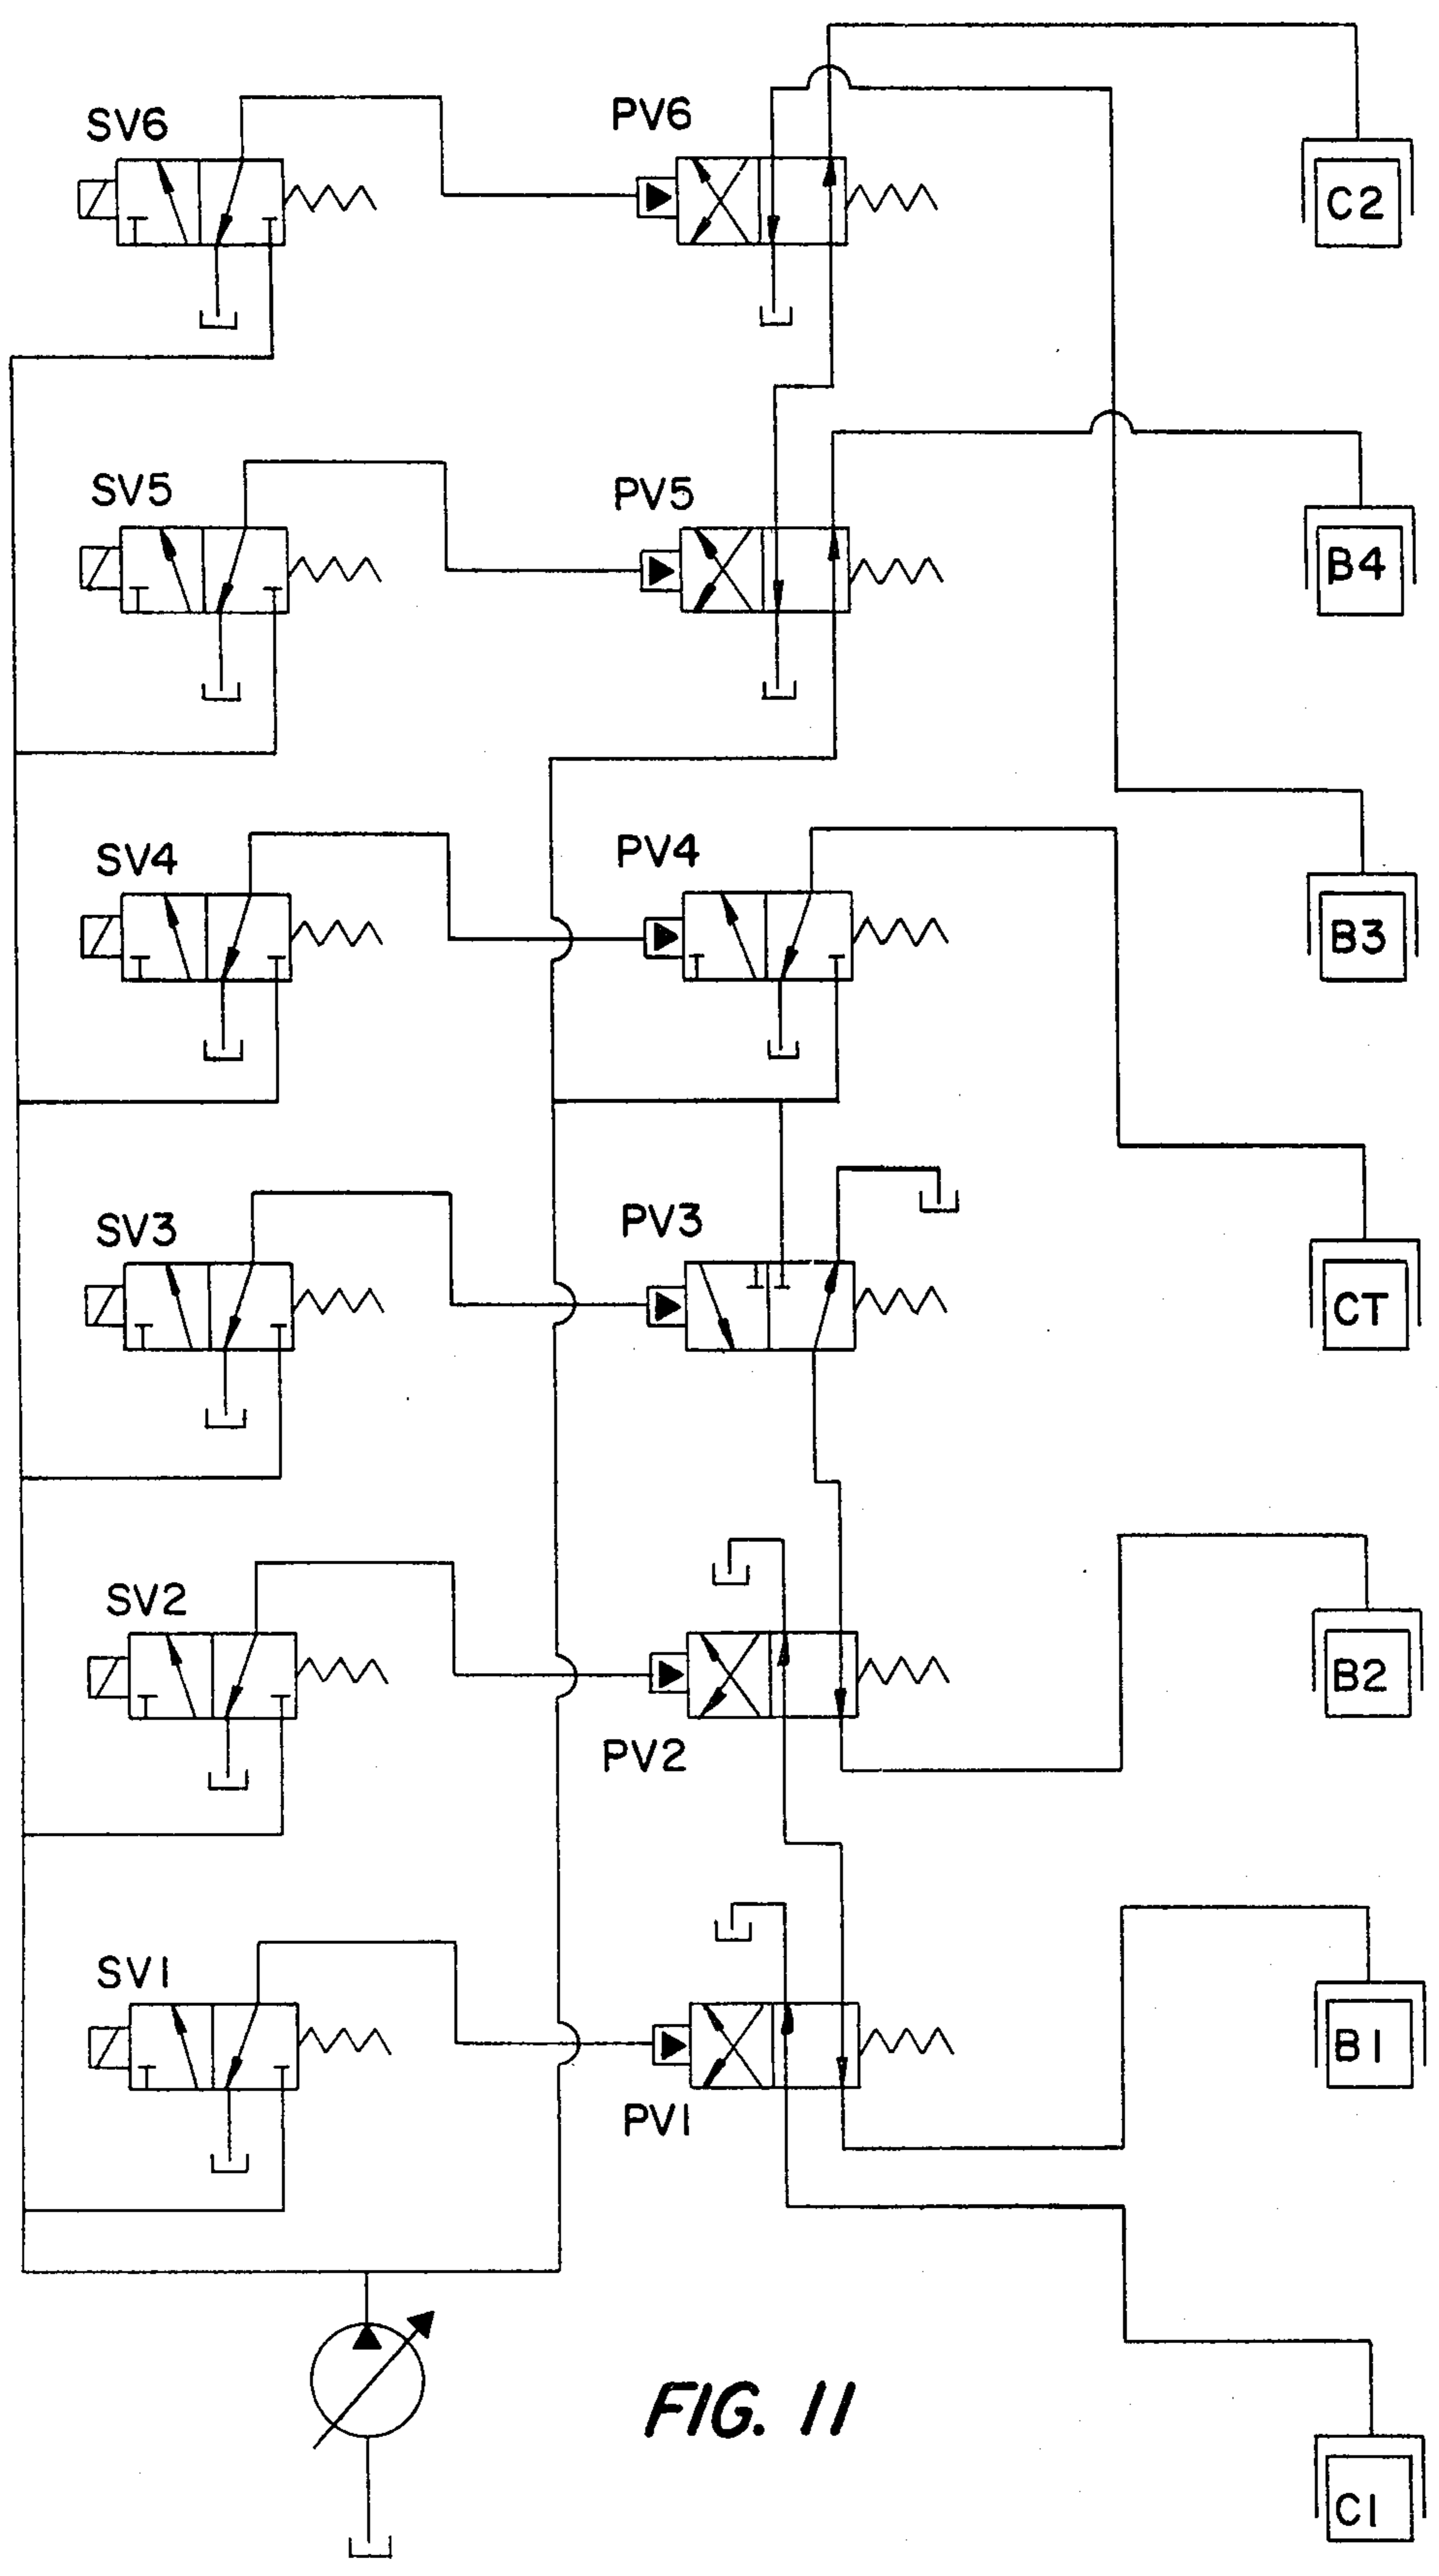 SV6
PV6
C2
SV5
PV5
B4
SV4
PV4
B3
SV3
PV3
CT
SV2
PV2
B2
SV1
PV1
B1
FIG. 11
C1